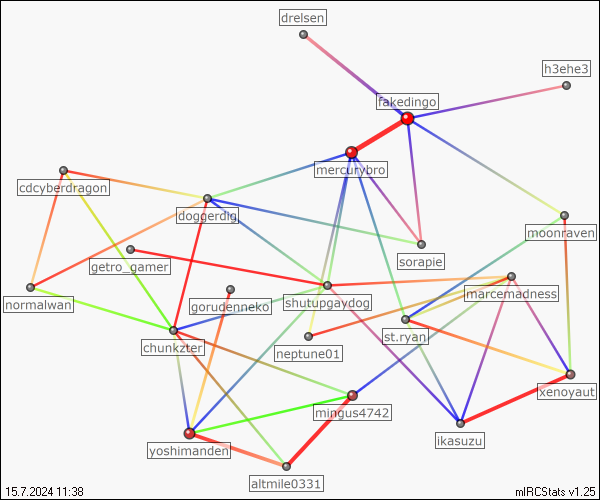 drelsen
h3ehe3
fakedingo
mercurybro
cdcyberdragon
doggerdig
moonraven
sorapie
getro_gamer
marcemadness
normalwan
gorudenneko
shutupgaydog
st.ryan
chunkzter
neptune01
xenoyaut
mingus4742
ikasuzu
yoshimanden
altmile0331
15.7.2024 11:38
mIRCStats v1.25